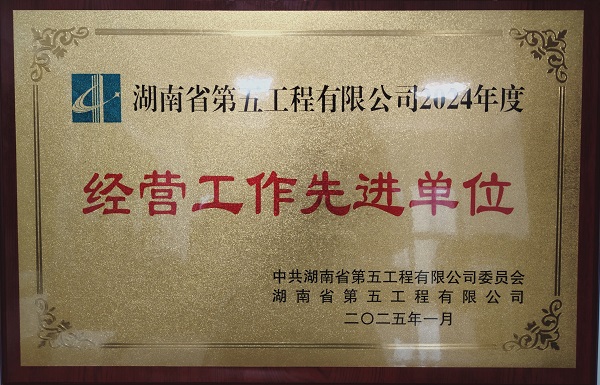 湖南省第五工程有限公司2024年度
经营工作先进单位
中共湖南省第五工程有限公司委员会
湖南省第五工程有限公司
二〇二五年一月